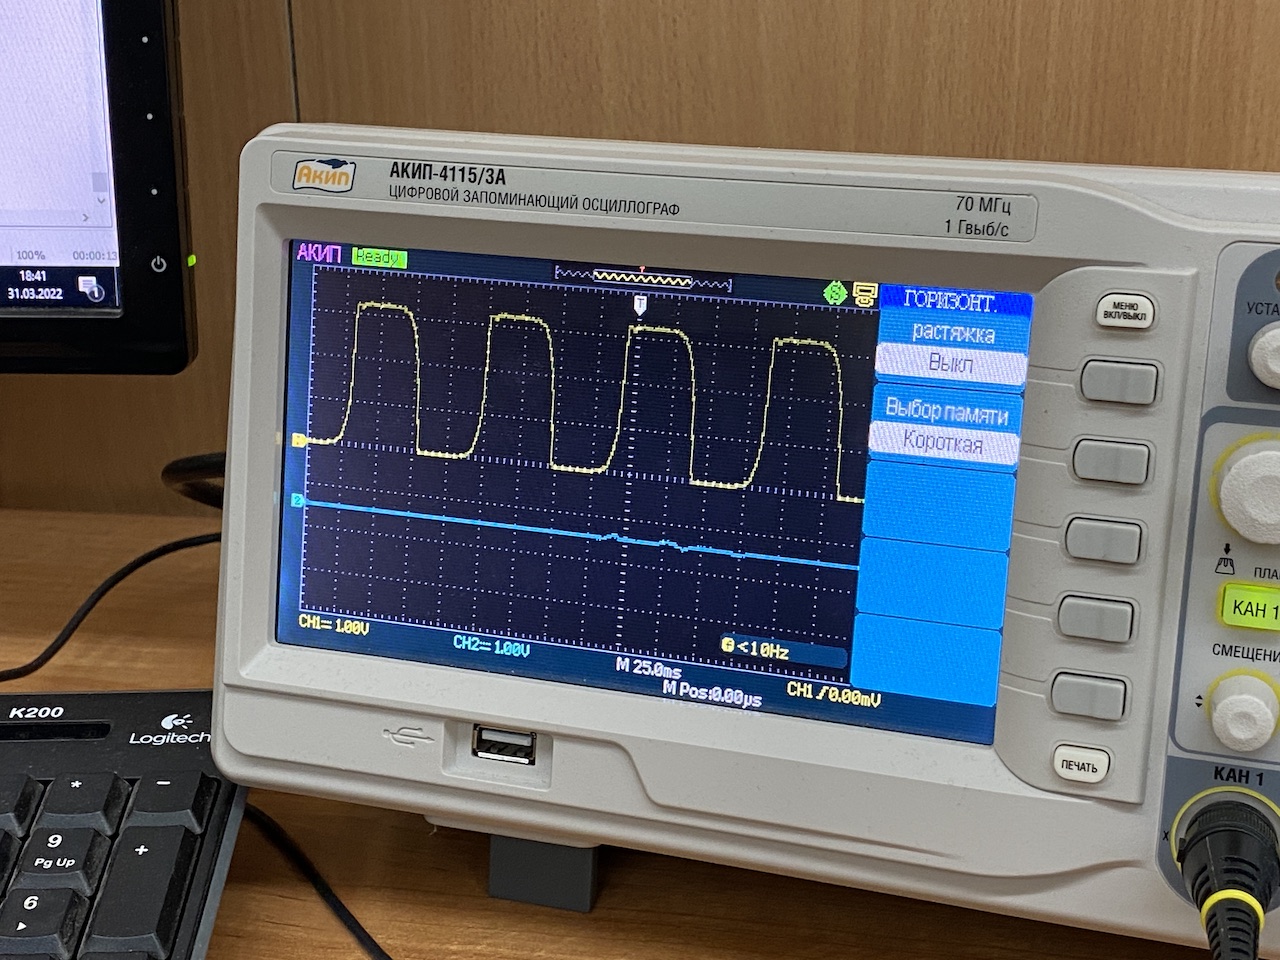 100%
00:00:13
18:41
31.03.2022
1
Акип
АКИП-4115/3А
ЦИФРОВОЙ ЗАПОМИНАЮЩИЙ ОСЦИЛЛОГРАФ
70 МГц
1 Гвыб/с
АКИП
Ready
T
S
ГОРИЗОНТ.
растяжка
Выкл
Выбор памяти
Короткая
1
2
CH1 1.00V
CH2 1.00V
<10Hz
M 25.0ms
M Pos:0.00µs
CH1 0.00mV
МЕНЮ
ВКЛ/ВЫКЛ
ПЕЧАТЬ
УСТА
КАН 1
СМЕЩЕНИ
КАН 1
X
K200
Logitech
*
-
9
Pg Up
+
6